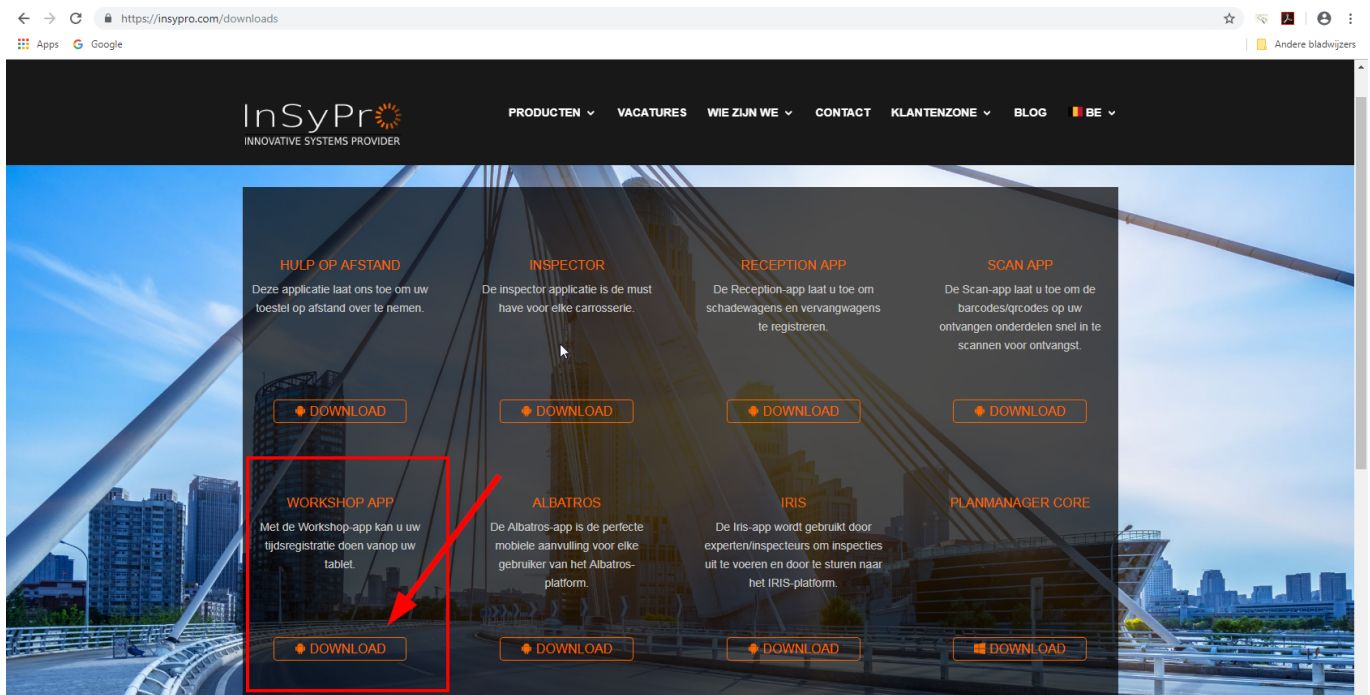 https://insypro.com/downloads
Apps Google Andere bladwijzers
InSyPro
INNOVATIVE SYSTEMS PROVIDER
PRODUCTEN VACATURES WIE ZIJN WE CONTACT KLANTENZONE BLOG BE
HULP OP AFSTAND
Deze applicatie laat ons toe om uw
toestel op afstand over te nemen.
DOWNLOAD
INSPECTOR
De inspector applicatie is de must
have voor elke carrosserie.
DOWNLOAD
RECEPTION APP
De Reception-app laat u toe om
schadewagens en vervangwagens
te registreren.
DOWNLOAD
SCAN APP
De Scan-app laat u toe om de
barcodes/qrcodes op uw
ontvangen onderdelen snel in te
scannen voor ontvangst.
DOWNLOAD
WORKSHOP APP
Met de Workshop-app kan u uw
tijdsregistratie doen vanop uw
tablet.
DOWNLOAD
ALBATROS
De Albatros-app is de perfecte
mobiele aanvulling voor elke
gebruiker van het Albatros-
platform.
DOWNLOAD
IRIS
De Iris-app wordt gebruikt door
experten/inspecteurs om inspecties
uit te voeren en door te sturen naar
het IRIS-platform.
DOWNLOAD
PLANMANAGER CORE
DOWNLOAD